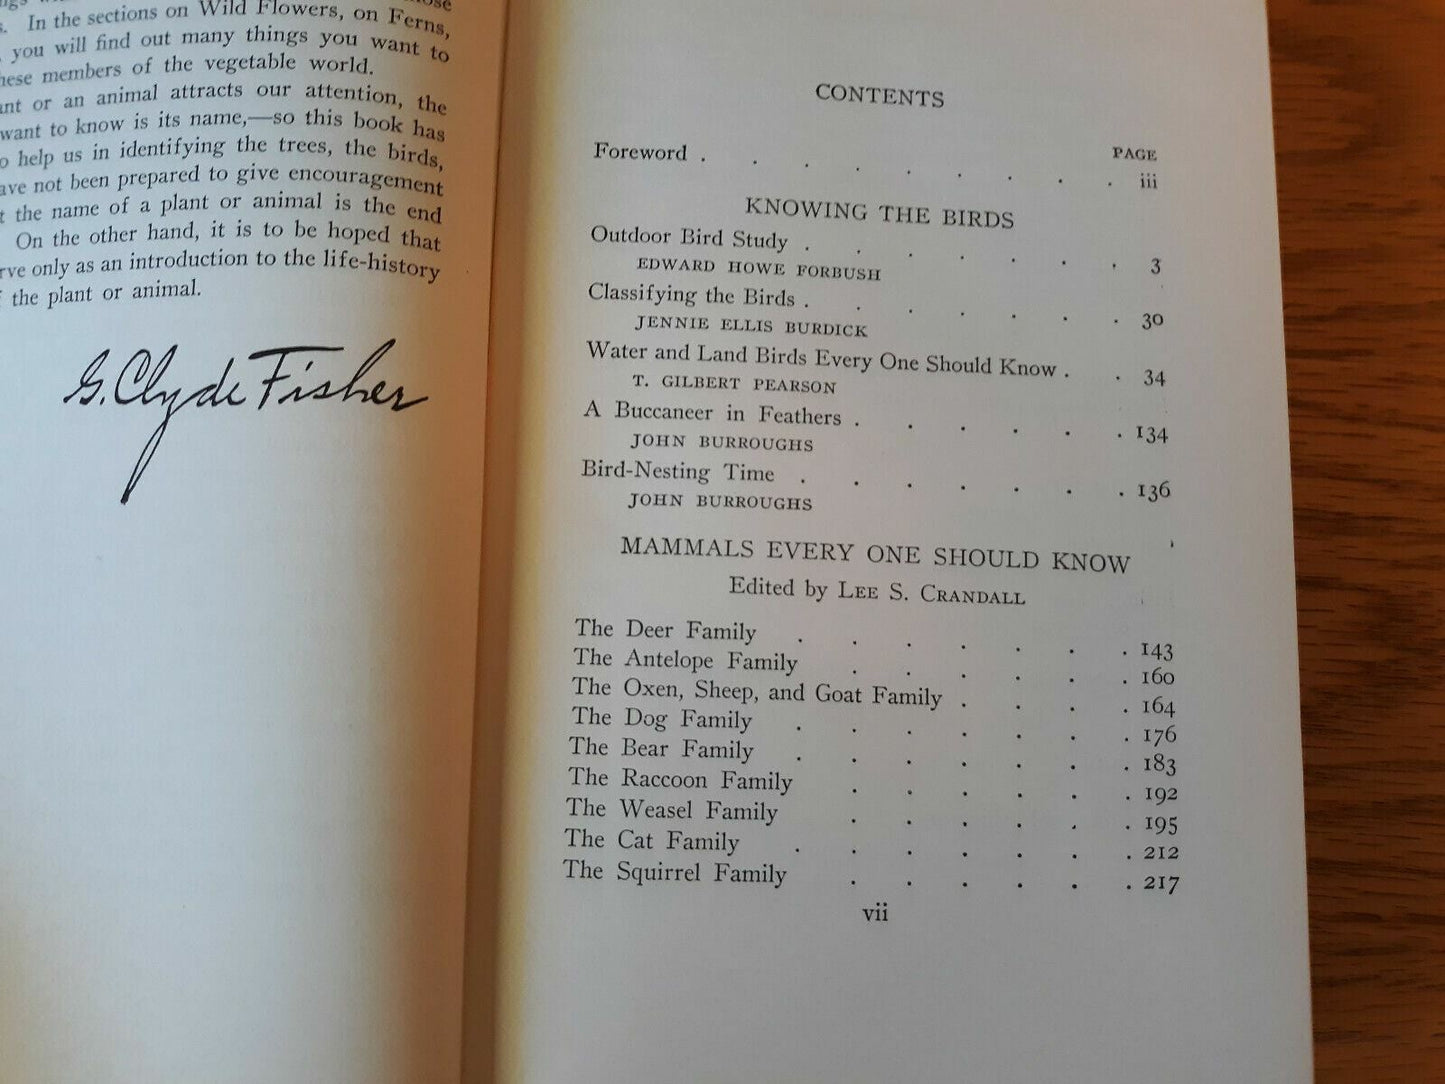 s. In the sections on Wild Flowers, on Ferns,
you will find out many things you want to
these members of the vegetable world.
or an animal attracts our attention, the
want to know is its name,—so this book has
help us in identifying the trees, the birds,
not been prepared to give encouragement
the name of a plant or animal is the end
On the other hand, it is to be hoped that
only as an introduction to the life-history
the plant or animal.
G. Clyde Fisher
CONTENTS
PAGE
Foreword . . . . . . . . . iii
KNOWING THE BIRDS
Outdoor Bird Study . . . . . . . 3
EDWARD HOWE FORBUSH
Classifying the Birds . . . . . . . 30
JENNIE ELLIS BURDICK
Water and Land Birds Every One Should Know . . 34
T. GILBERT PEARSON
A Buccaneer in Feathers . . . . . . 134
JOHN BURROUGHS
Bird-Nesting Time . . . . . . . 136
JOHN BURROUGHS
MAMMALS EVERY ONE SHOULD KNOW
Edited by LEE S. CRANDALL
The Deer Family . . . . . . . 143
The Antelope Family . . . . . . 160
The Oxen, Sheep, and Goat Family . . . . 164
The Dog Family . . . . . . . 176
The Bear Family . . . . . . . 183
The Raccoon Family . . . . . . 192
The Weasel Family . . . . . . 195
The Cat Family . . . . . . . 212
The Squirrel Family . . . . . . 217
vii